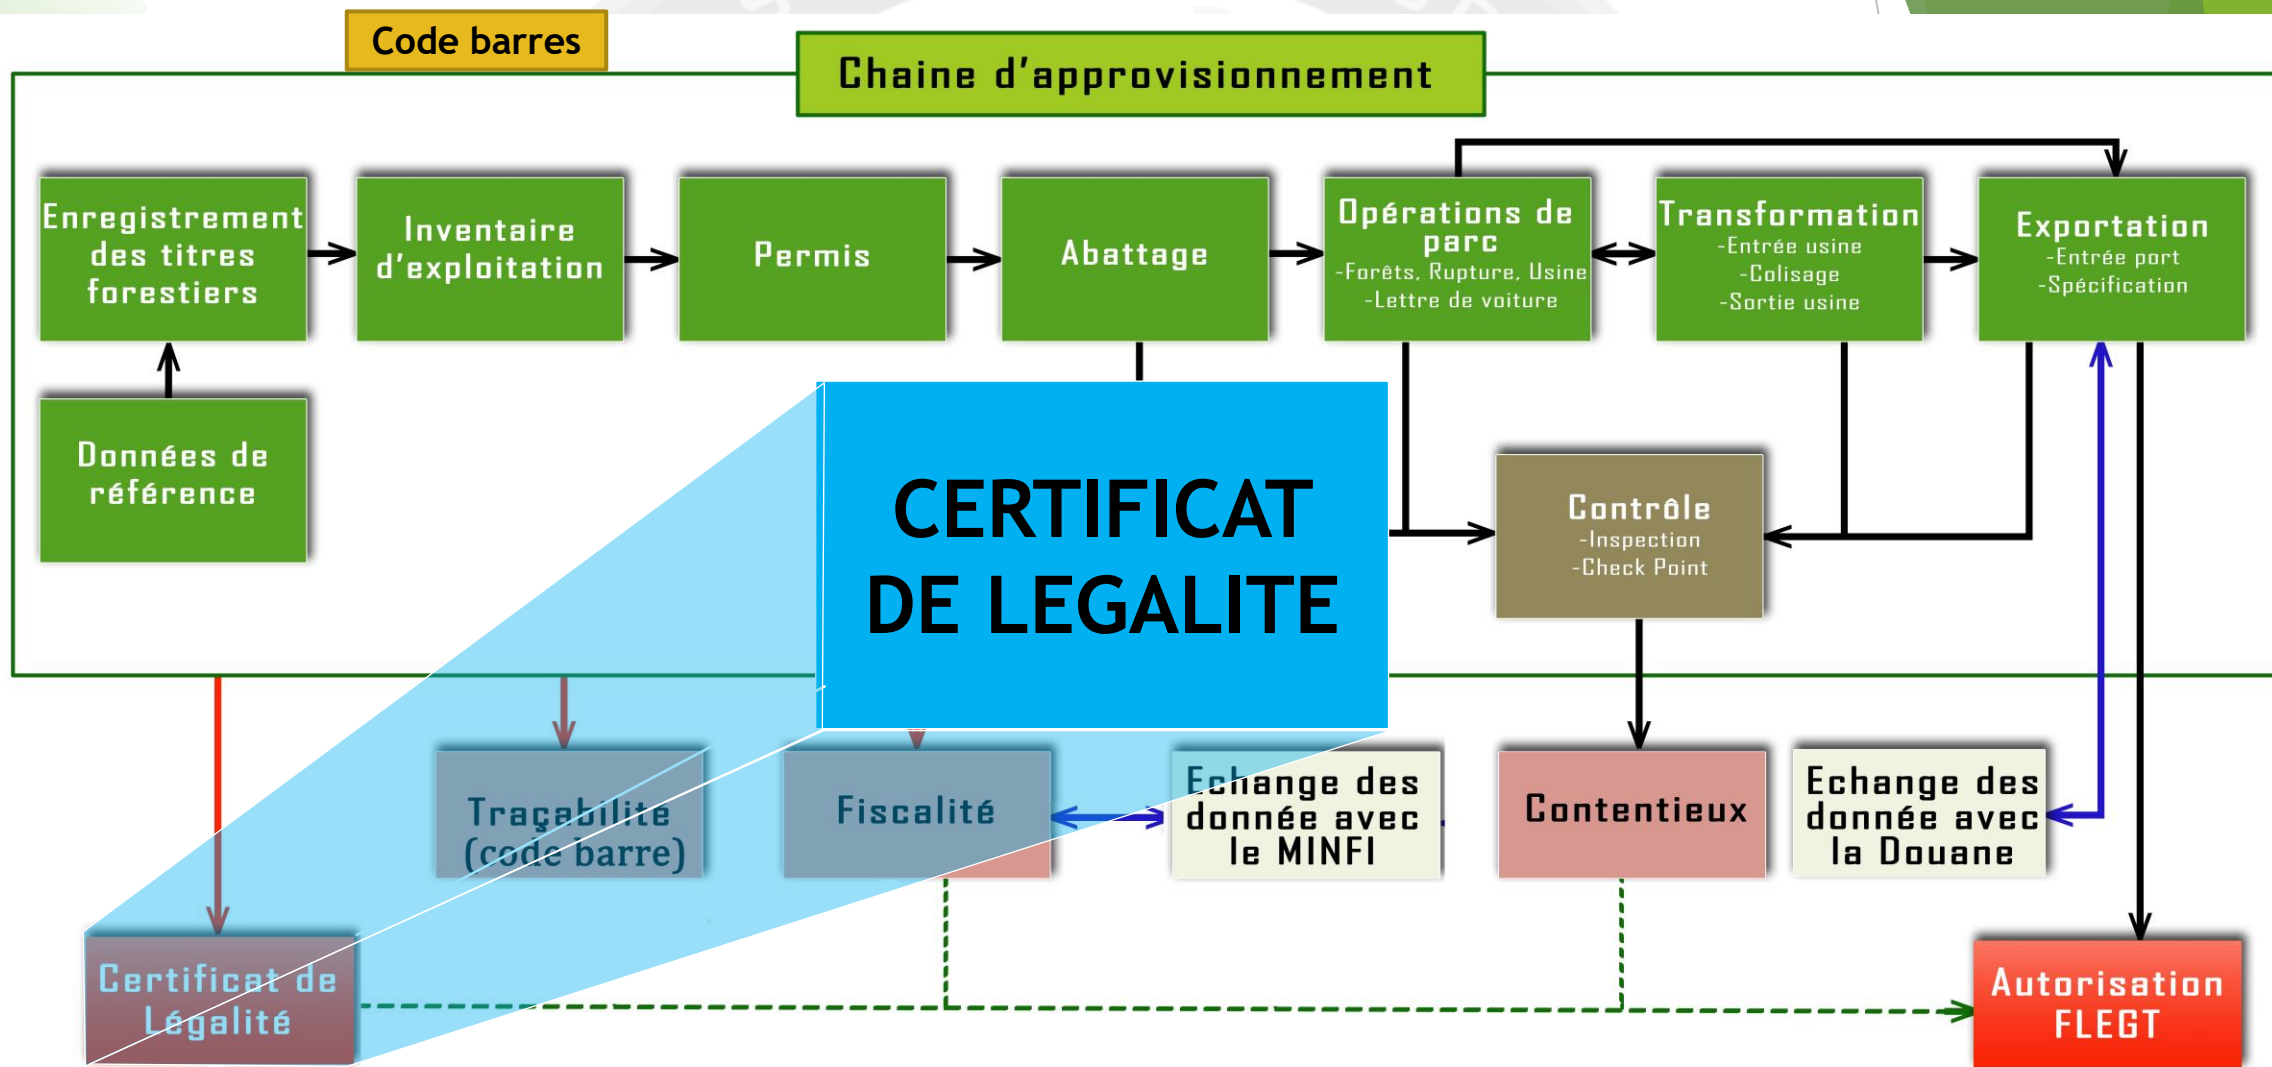 Code barres
Chaine d'approvisionnement
Enregistrement
des titres
forestiers
Inventaire
d'exploitation
Permis
Abattage
Opérations de
parc
-Forêts, Rupture, Usine
-Lettre de voiture
Transformation
-Entrée usine
-Colisage
-Sortie usine
Exportation
-Entrée port
-Spécification
Données de
référence
CERTIFICAT
DE LEGALITE
Contrôle
-Inspection
-Check Point
Traçabilité
(code barre)
Fiscalité
Echange des
donnée avec
le MINFI
Contentieux
Echange des
donnée avec
la Douane
Certificat de
Légalité
Autorisation
FLEGT